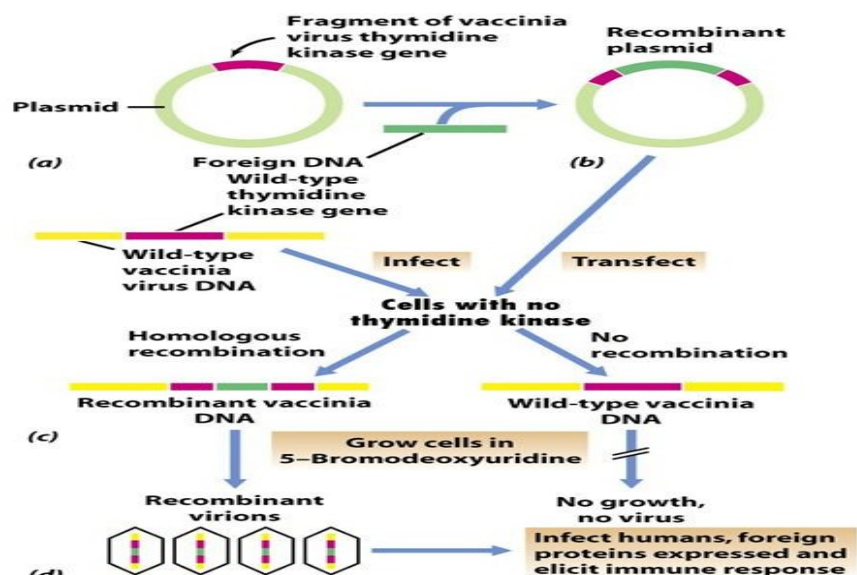 Fragment of vaccinia
virus thymidine
kinase gene
Recombinant
plasmid
Plasmid
(a)
Foreign DNA
(b)
Wild-type
thymidine
kinase gene
Wild-type
vaccinia
virus DNA
Infect
Transfect
Cells with no
thymidine kinase
Homologous
recombination
No
recombination
Recombinant vaccinia
DNA
Wild-type vaccinia
DNA
(c)
Grow cells in
5-Bromodeoxyuridine
Recombinant
virions
No growth,
no virus
Infect humans, foreign
proteins expressed and
elicit immune response
(d)